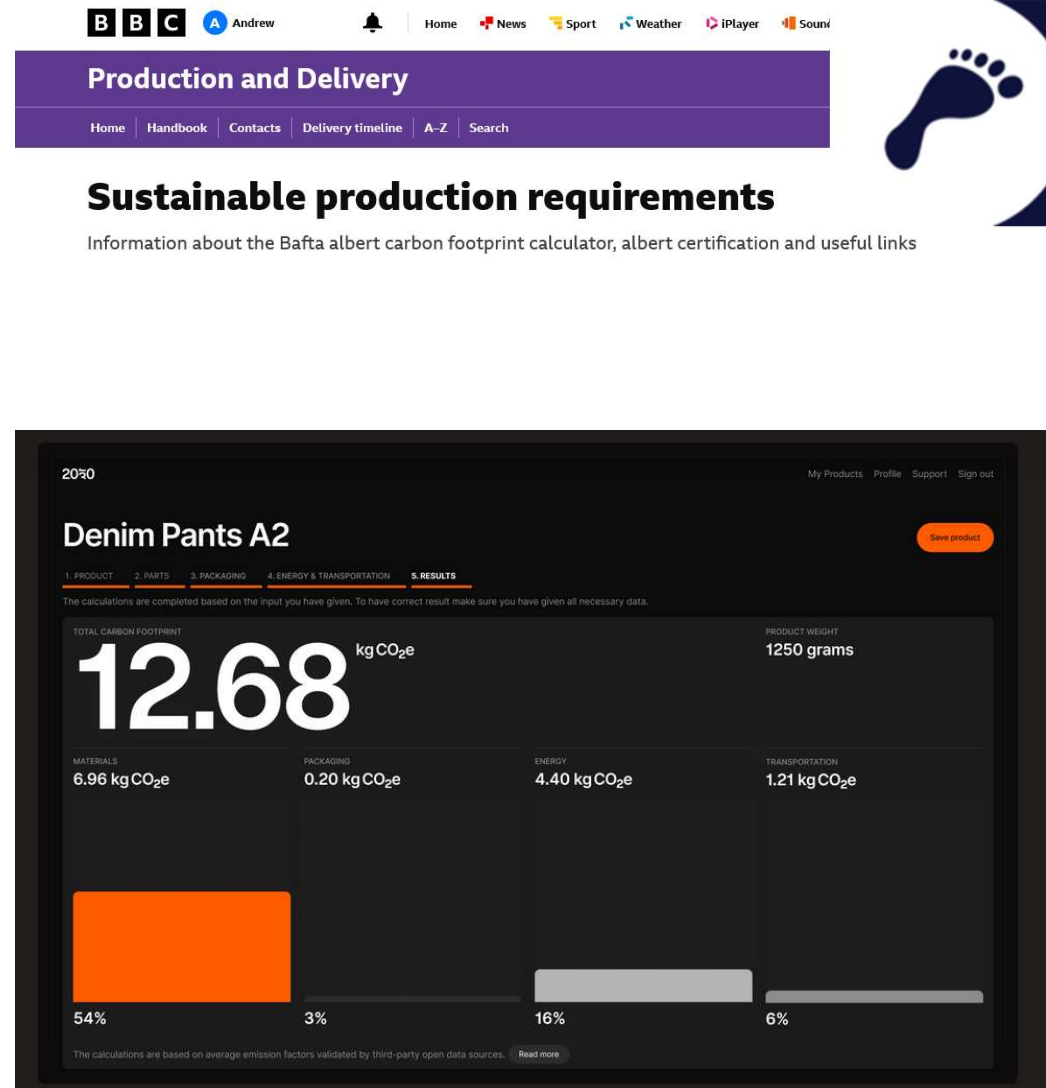 BBC A Andrew Home News Sport Weather iPlayer Soun
Production and Delivery
Home Handbook Contacts Delivery timeline A–Z Search
Sustainable production requirements
Information about the Bafta albert carbon footprint calculator, albert certification and useful links
2030 My Products Profile Support Sign out
Denim Pants A2
Save product
1. PRODUCT 2. PARTS 3. PACKAGING 4. ENERGY & TRANSPORTATION 5. RESULTS
The calculations are completed based on the input you have given. To have correct result make sure you have given all necessary data.
TOTAL CARBON FOOTPRINT PRODUCT WEIGHT
12.68 kgCO₂e 1250 grams
MATERIALS PACKAGING ENERGY TRANSPORTATION
6.96 kgCO₂e 0.20 kgCO₂e 4.40 kgCO₂e 1.21 kgCO₂e
54% 3% 16% 6%
The calculations are based on average emission factors validated by third-party open data sources. Read more